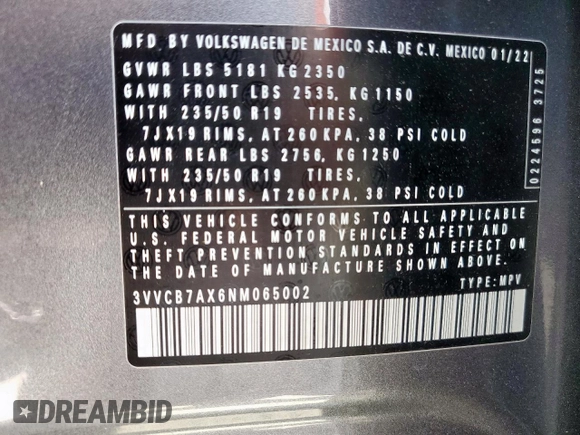 MFD. BY VOLKSWAGEN DE MEXICO S.A. DE C.V. MEXICO 01/22
GVWR LBS 5181 KG 2350
GAWR FRONT LBS 2535, KG 1150
WITH 235/50 R19 TIRES,
7JX19 RIMS, AT 260 KPA, 38 PSI COLD
GAWR REAR LBS 2756, KG 1250
WITH 235/50 R19 TIRES,
7JX19 RIMS, AT 260 KPA, 38 PSI COLD
THIS VEHICLE CONFORMS TO ALL APPLICABLE
U.S. FEDERAL MOTOR VEHICLE SAFETY AND
THEFT PREVENTION STANDARDS IN EFFECT ON
THE DATE OF MANUFACTURE SHOWN ABOVE.
3VVCB7AX6NM065002 TYPE: MPV
0224596 3725
DREAMBID